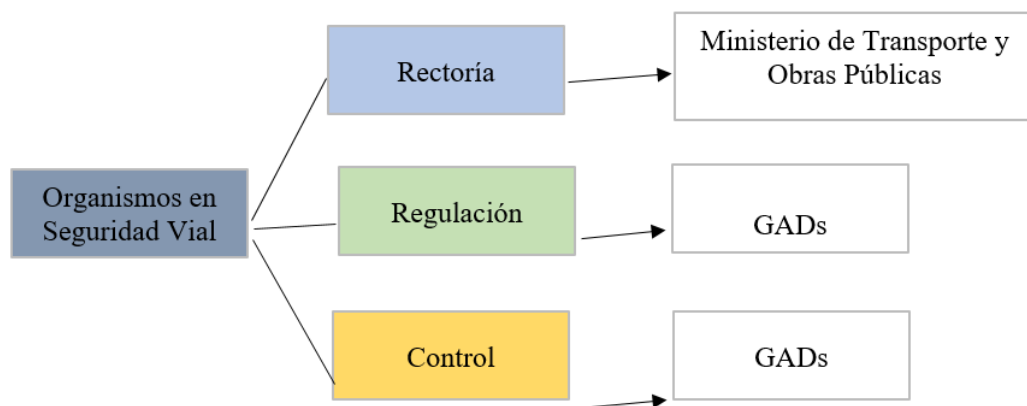 Organismos en
Seguridad Vial
Rectoría
Ministerio de Transporte y
Obras Públicas
Regulación
GADs
Control
GADs